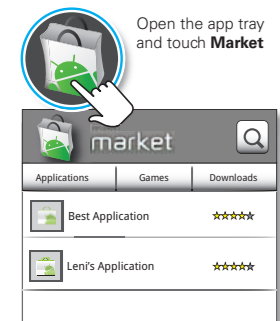 Open the app tray
and touch Market
market
Applications Games Downloads
Best Application
Leni's Application